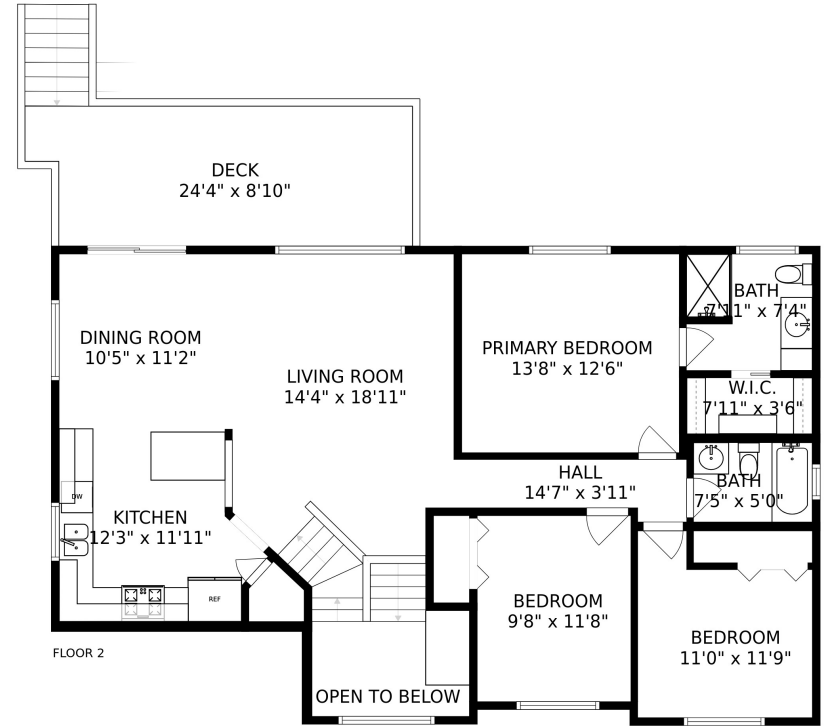 DECK
24'4" x 8'10"
DINING ROOM
10'5" x 11'2"
LIVING ROOM
14'4" x 18'11"
PRIMARY BEDROOM
13'8" x 12'6"
BATH
7'11" x 7'4"
W.I.C.
7'11" x 3'6"
HALL
14'7" x 3'11"
BATH
7'5" x 5'0"
DW
KITCHEN
12'3" x 11'11"
REF
BEDROOM
9'8" x 11'8"
BEDROOM
11'0" x 11'9"
OPEN TO BELOW
FLOOR 2